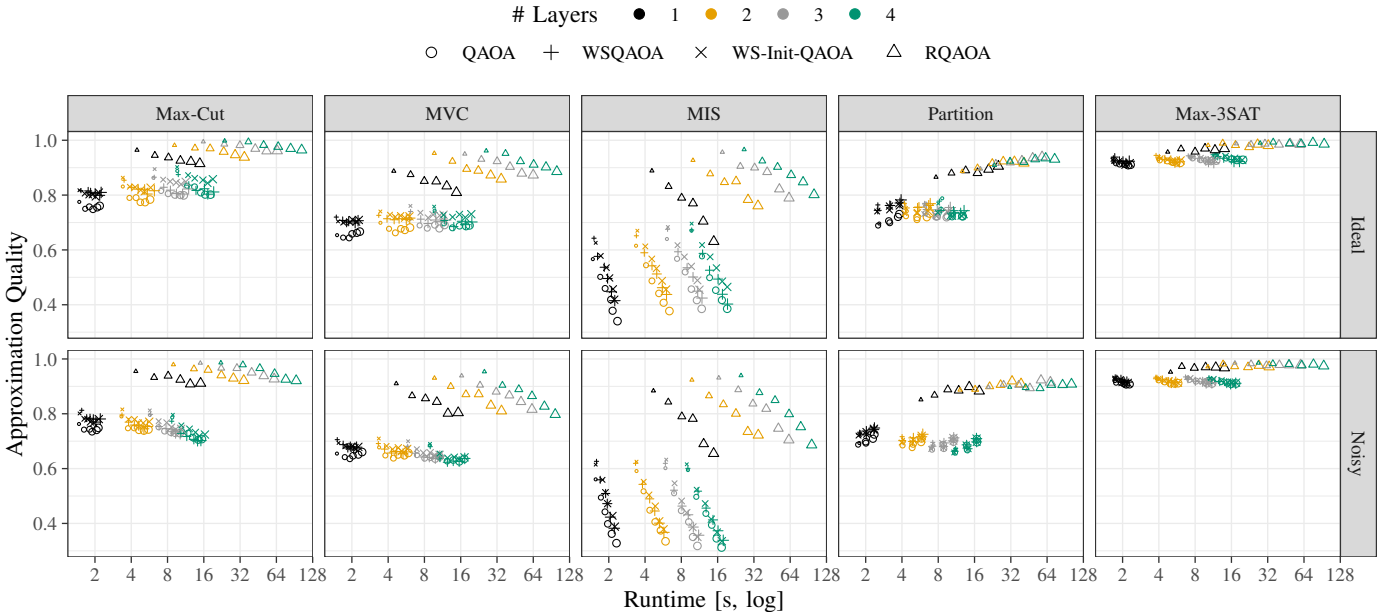 # Layers 1 2 3 4
QAOA WSQAOA WS-Init-QAOA RQAOA
Max-Cut MVC MIS Partition Max-3SAT
1.0
0.8
0.6
0.4
Ideal
1.0
0.8
0.6
0.4
Noisy
Approximation Quality
2 4 8 16 32 64 128 2 4 8 16 32 64 128 2 4 8 16 32 64 128 2 4 8 16 32 64 128 2 4 8 16 32 64 128
Runtime [s, log]